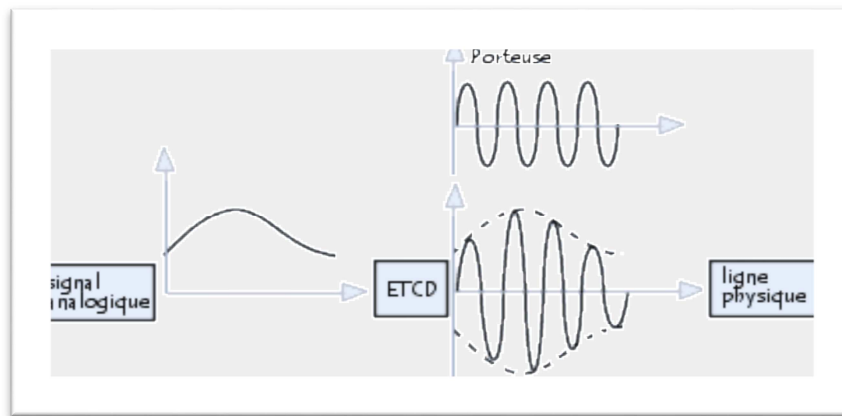 Porteuse
signal
analogique
ETCD
ligne
physique